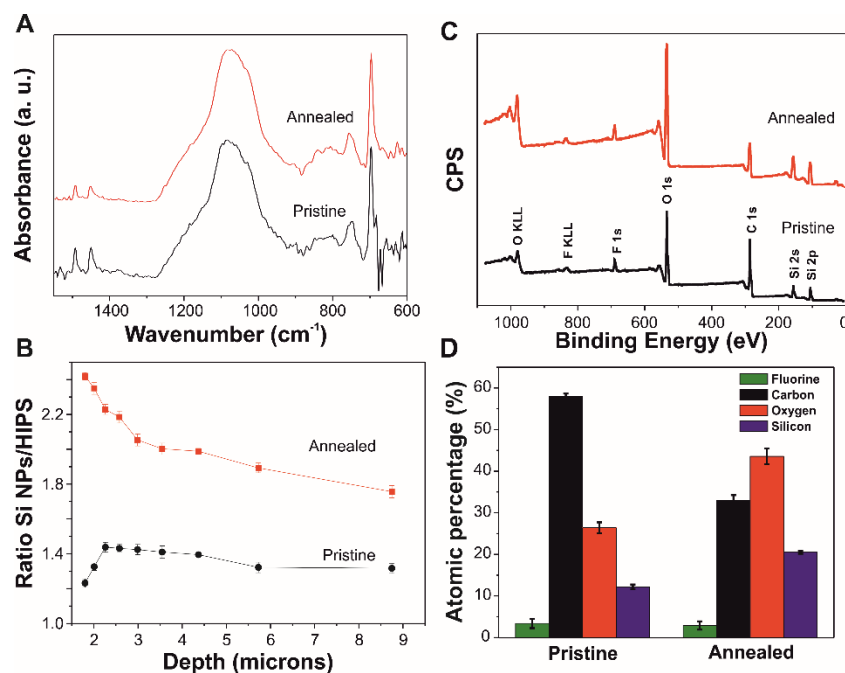 A
Absorbance (a. u.)
Annealed
Pristine
1400 1200 1000 800 600
Wavenumber (cm⁻¹)
B
Ratio Si NPs/HIPS
2.2
1.8
1.4
1.0
Annealed
Pristine
2 3 4 5 6 7 8 9
Depth (microns)
C
CPS
Annealed
Pristine
O KLL
F KLL
F 1s
O 1s
C 1s
Si 2s
Si 2p
1000 800 600 400 200 0
Binding Energy (eV)
D
Atomic percentage (%)
60
50
40
30
20
10
0
Fluorine
Carbon
Oxygen
Silicon
Pristine Annealed